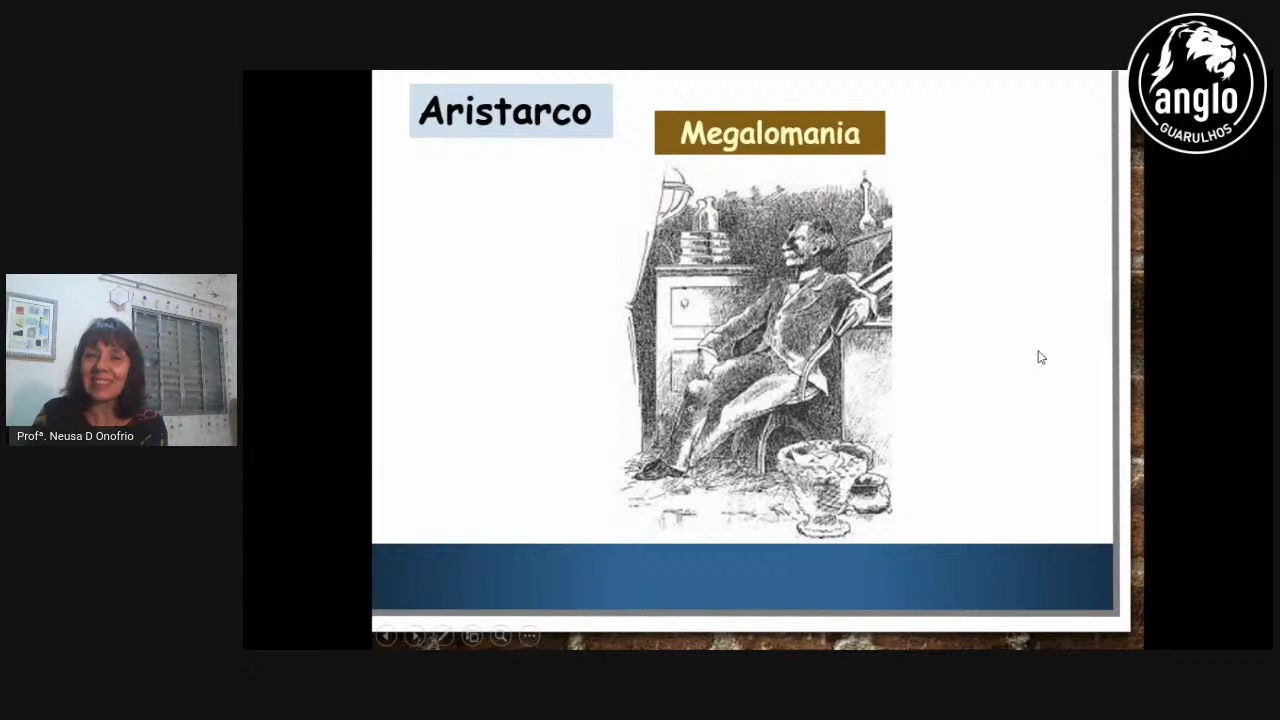 Aristarco
Megalomania
anglo
GUARULHOS
Profª. Neusa D Onofrio